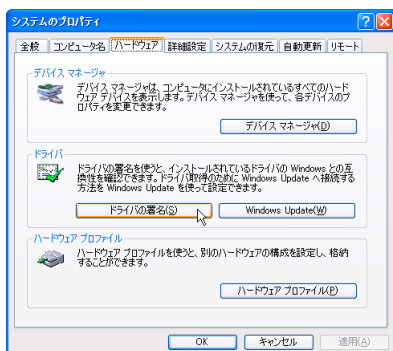 システムのプロパティ
全般 コンピュータ名 ハードウェア 詳細設定 システムの復元 自動更新 リモート
デバイス マネージャ
デバイス マネージャは、コンピュータにインストールされているすべてのハード
ウェア デバイスを表示します。デバイス マネージャを使って、各デバイスのプ
ロパティを変更できます。
デバイス マネージャ(D)
ドライバ
ドライバの署名を使うと、インストールされているドライバの Windows との互
換性を確認できます。ドライバ取得のために Windows Update へ接続する
方法を Windows Update を使って設定できます。
ドライバの署名(S) Windows Update(W)
ハードウェア プロファイル
ハードウェア プロファイルを使うと、別のハードウェアの構成を設定し、格納
することができます。
ハードウェア プロファイル(P)
OK キャンセル 適用(A)